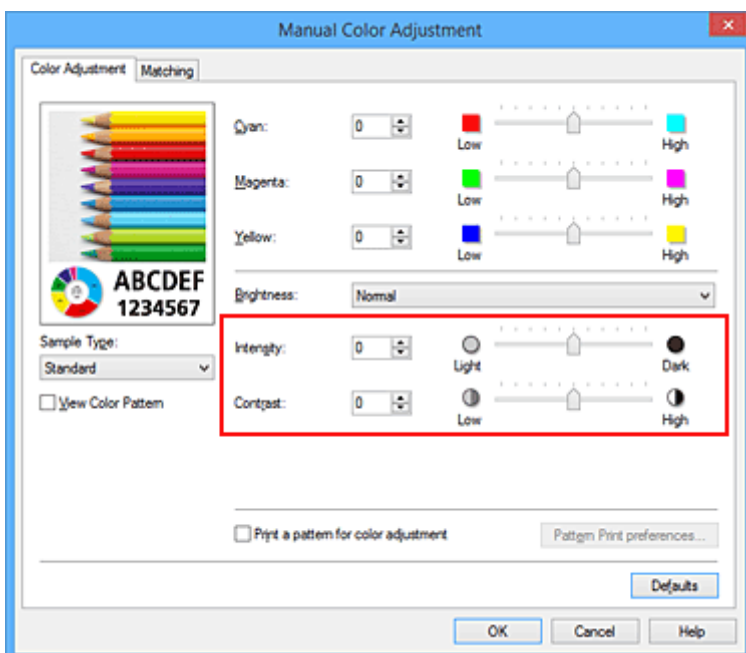 Manual Color Adjustment
Color Adjustment
Matching
Cyan: 0 Low High
Magenta: 0 Low High
Yellow: 0 Low High
ABCDEF
1234567
Brightness: Normal
Sample Type:
Standard
View Color Pattern
Intensity: 0 Light Dark
Contrast: 0 Low High
Print a pattern for color adjustment
Pattern Print preferences...
Defaults
OK
Cancel
Help